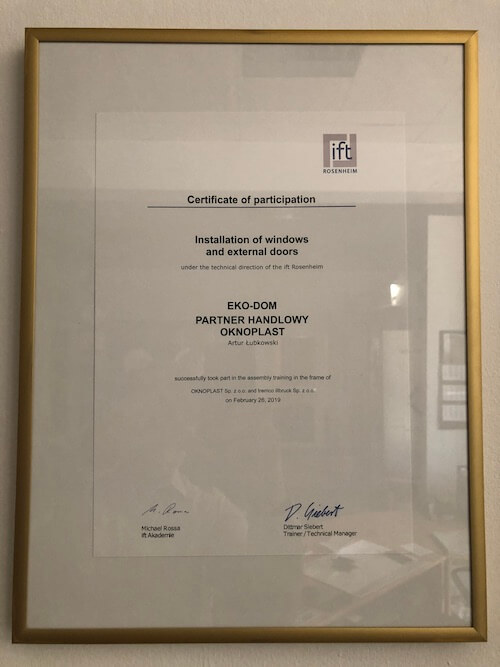 ift
ROSENHEIM
Certificate of participation
Installation of windows
and external doors
under the technical direction of the ift Rosenheim
EKO-DOM
PARTNER HANDLOWY
OKNOPLAST
Artur Łubkowski
successfully took part in the assembly training in the frame of
OKNOPLAST Sp. z o.o. and tremco illbruck Sp. z o.o.
on February 26, 2019
D. Siebert
Michael Rossa
ift Akademie
Dittmar Siebert
Trainer / Technical Manager